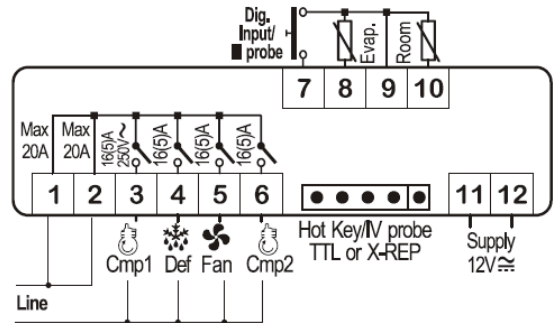 Dig.
Input/
probe
Evap.
Room
7 8 9 10
Max
20A
Max
20A
16(5)A
250V~
16(5)A
16(5)A
16(5)A
1 2 3 4 5 6
11 12
Cmp1 Def Fan Cmp2
Hot Key/IV probe
TTL or X-REP
Supply
12V≂
Line